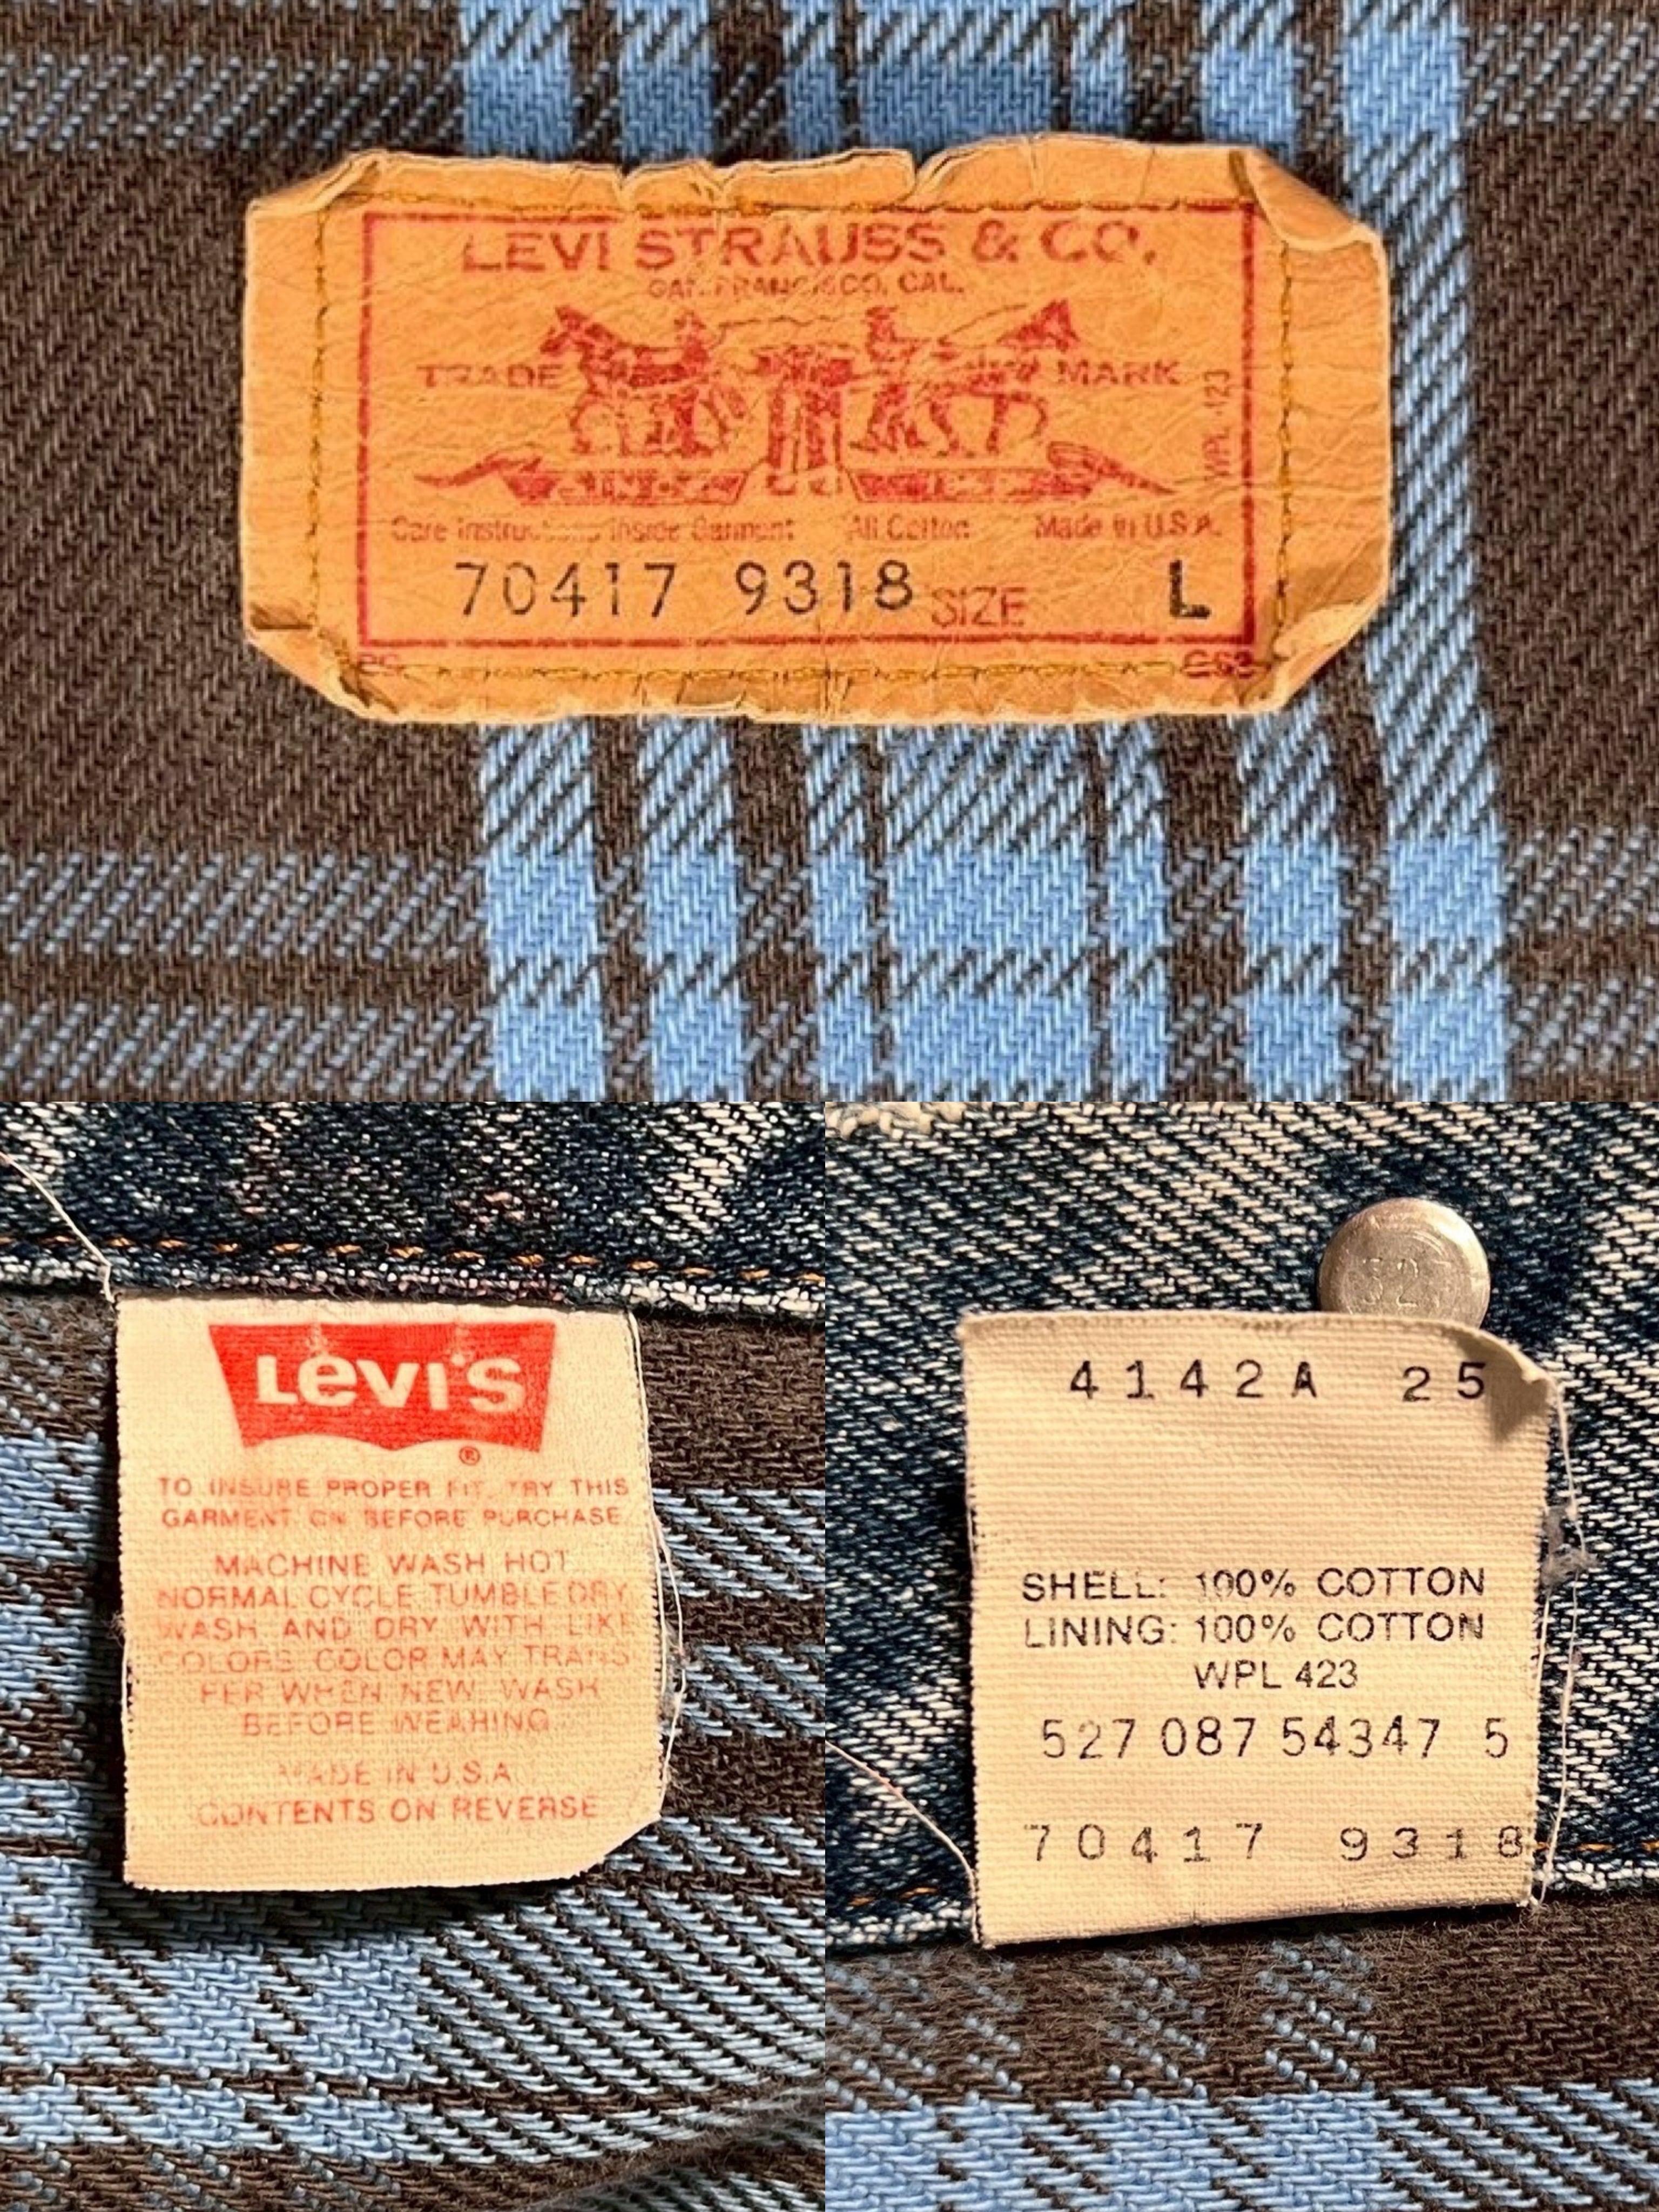 LEVI STRAUSS & CO.
SAN FRANCISCO, CAL.
TRADE MARK
WPL 423
Care Instructions Inside Garment All Cotton Made in U.S.A.
70417 9318 SIZE L
Levi's
®
TO INSURE PROPER FIT, TRY THIS
GARMENT ON BEFORE PURCHASE
MACHINE WASH HOT
NORMAL CYCLE TUMBLE DRY
WASH AND DRY WITH LIKE
COLORS COLOR MAY TRANS
FER WHEN NEW WASH
BEFORE WEARING
MADE IN U.S.A
CONTENTS ON REVERSE
527
4142A 25
SHELL: 100% COTTON
LINING: 100% COTTON
WPL 423
527 087 54347 5
70417 9318